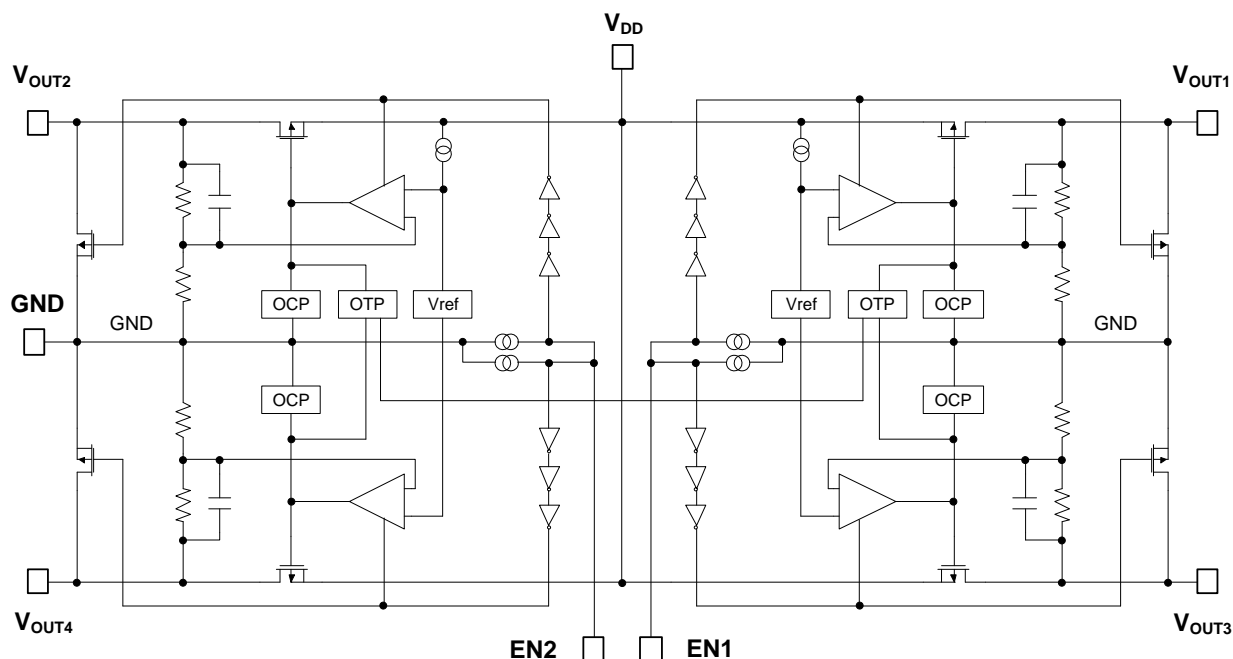 VDD
VOUT2
VOUT1
OCP
OTP
Vref
Vref
OTP
OCP
GND
GND
GND
OCP
OCP
VOUT4
VOUT3
EN2
EN1